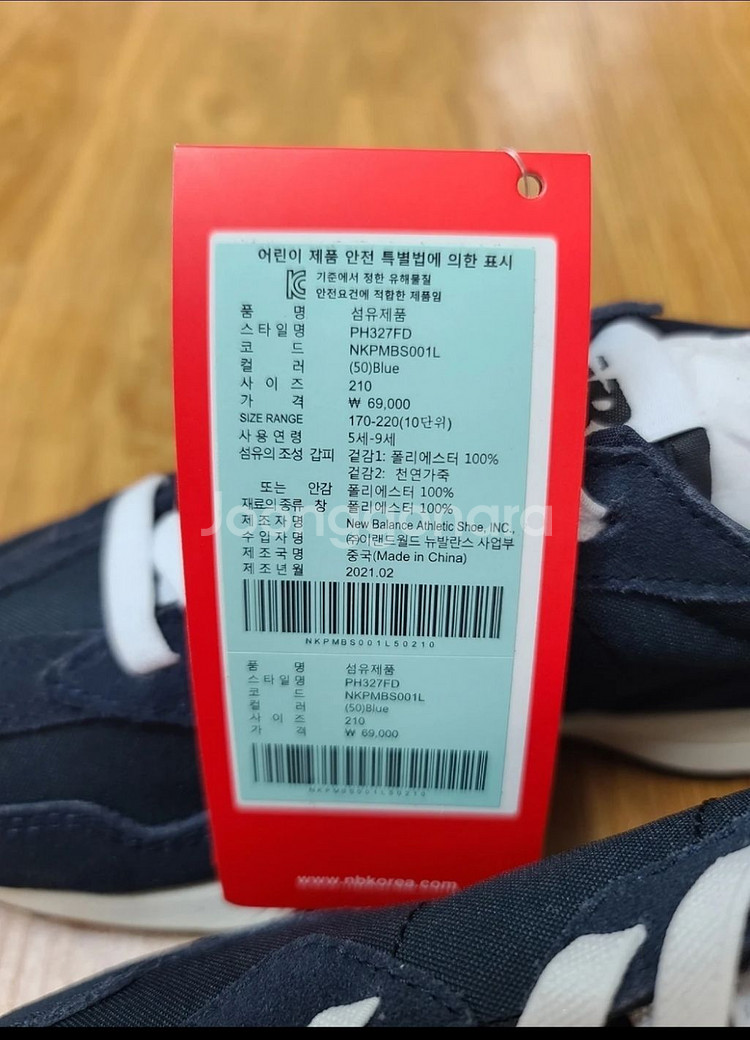 어린이 제품 안전 특별법에 의한 표시
KC 기준에서 정한 유해물질
안전요건에 적합한 제품임
품 명 섬유제품
스타일명 PH327FD
코 드 NKPMBS001L
컬 러 (50)Blue
사 이 즈 210
가 격 ₩ 69,000
SIZE RANGE 170-220(10단위)
사용연령 5세-9세
섬유의 조성 갑피 겉감1: 폴리에스터 100%
겉감2: 천연가죽
또는 안감 폴리에스터 100%
재료의 종류 창 폴리에스터 100%
제조자명 New Balance Athletic Shoe, INC.,
수입자명 ㈜이랜드월드 뉴발란스 사업부
제조국명 중국(Made in China)
제조년월 2021.02
NKPMBS001L50210
품 명 섬유제품
스타일명 PH327FD
코 드 NKPMBS001L
컬 러 (50)Blue
사 이 즈 210
가 격 ₩ 69,000
NKPMBS001L50210
www.nbkorea.com
Joonggonara